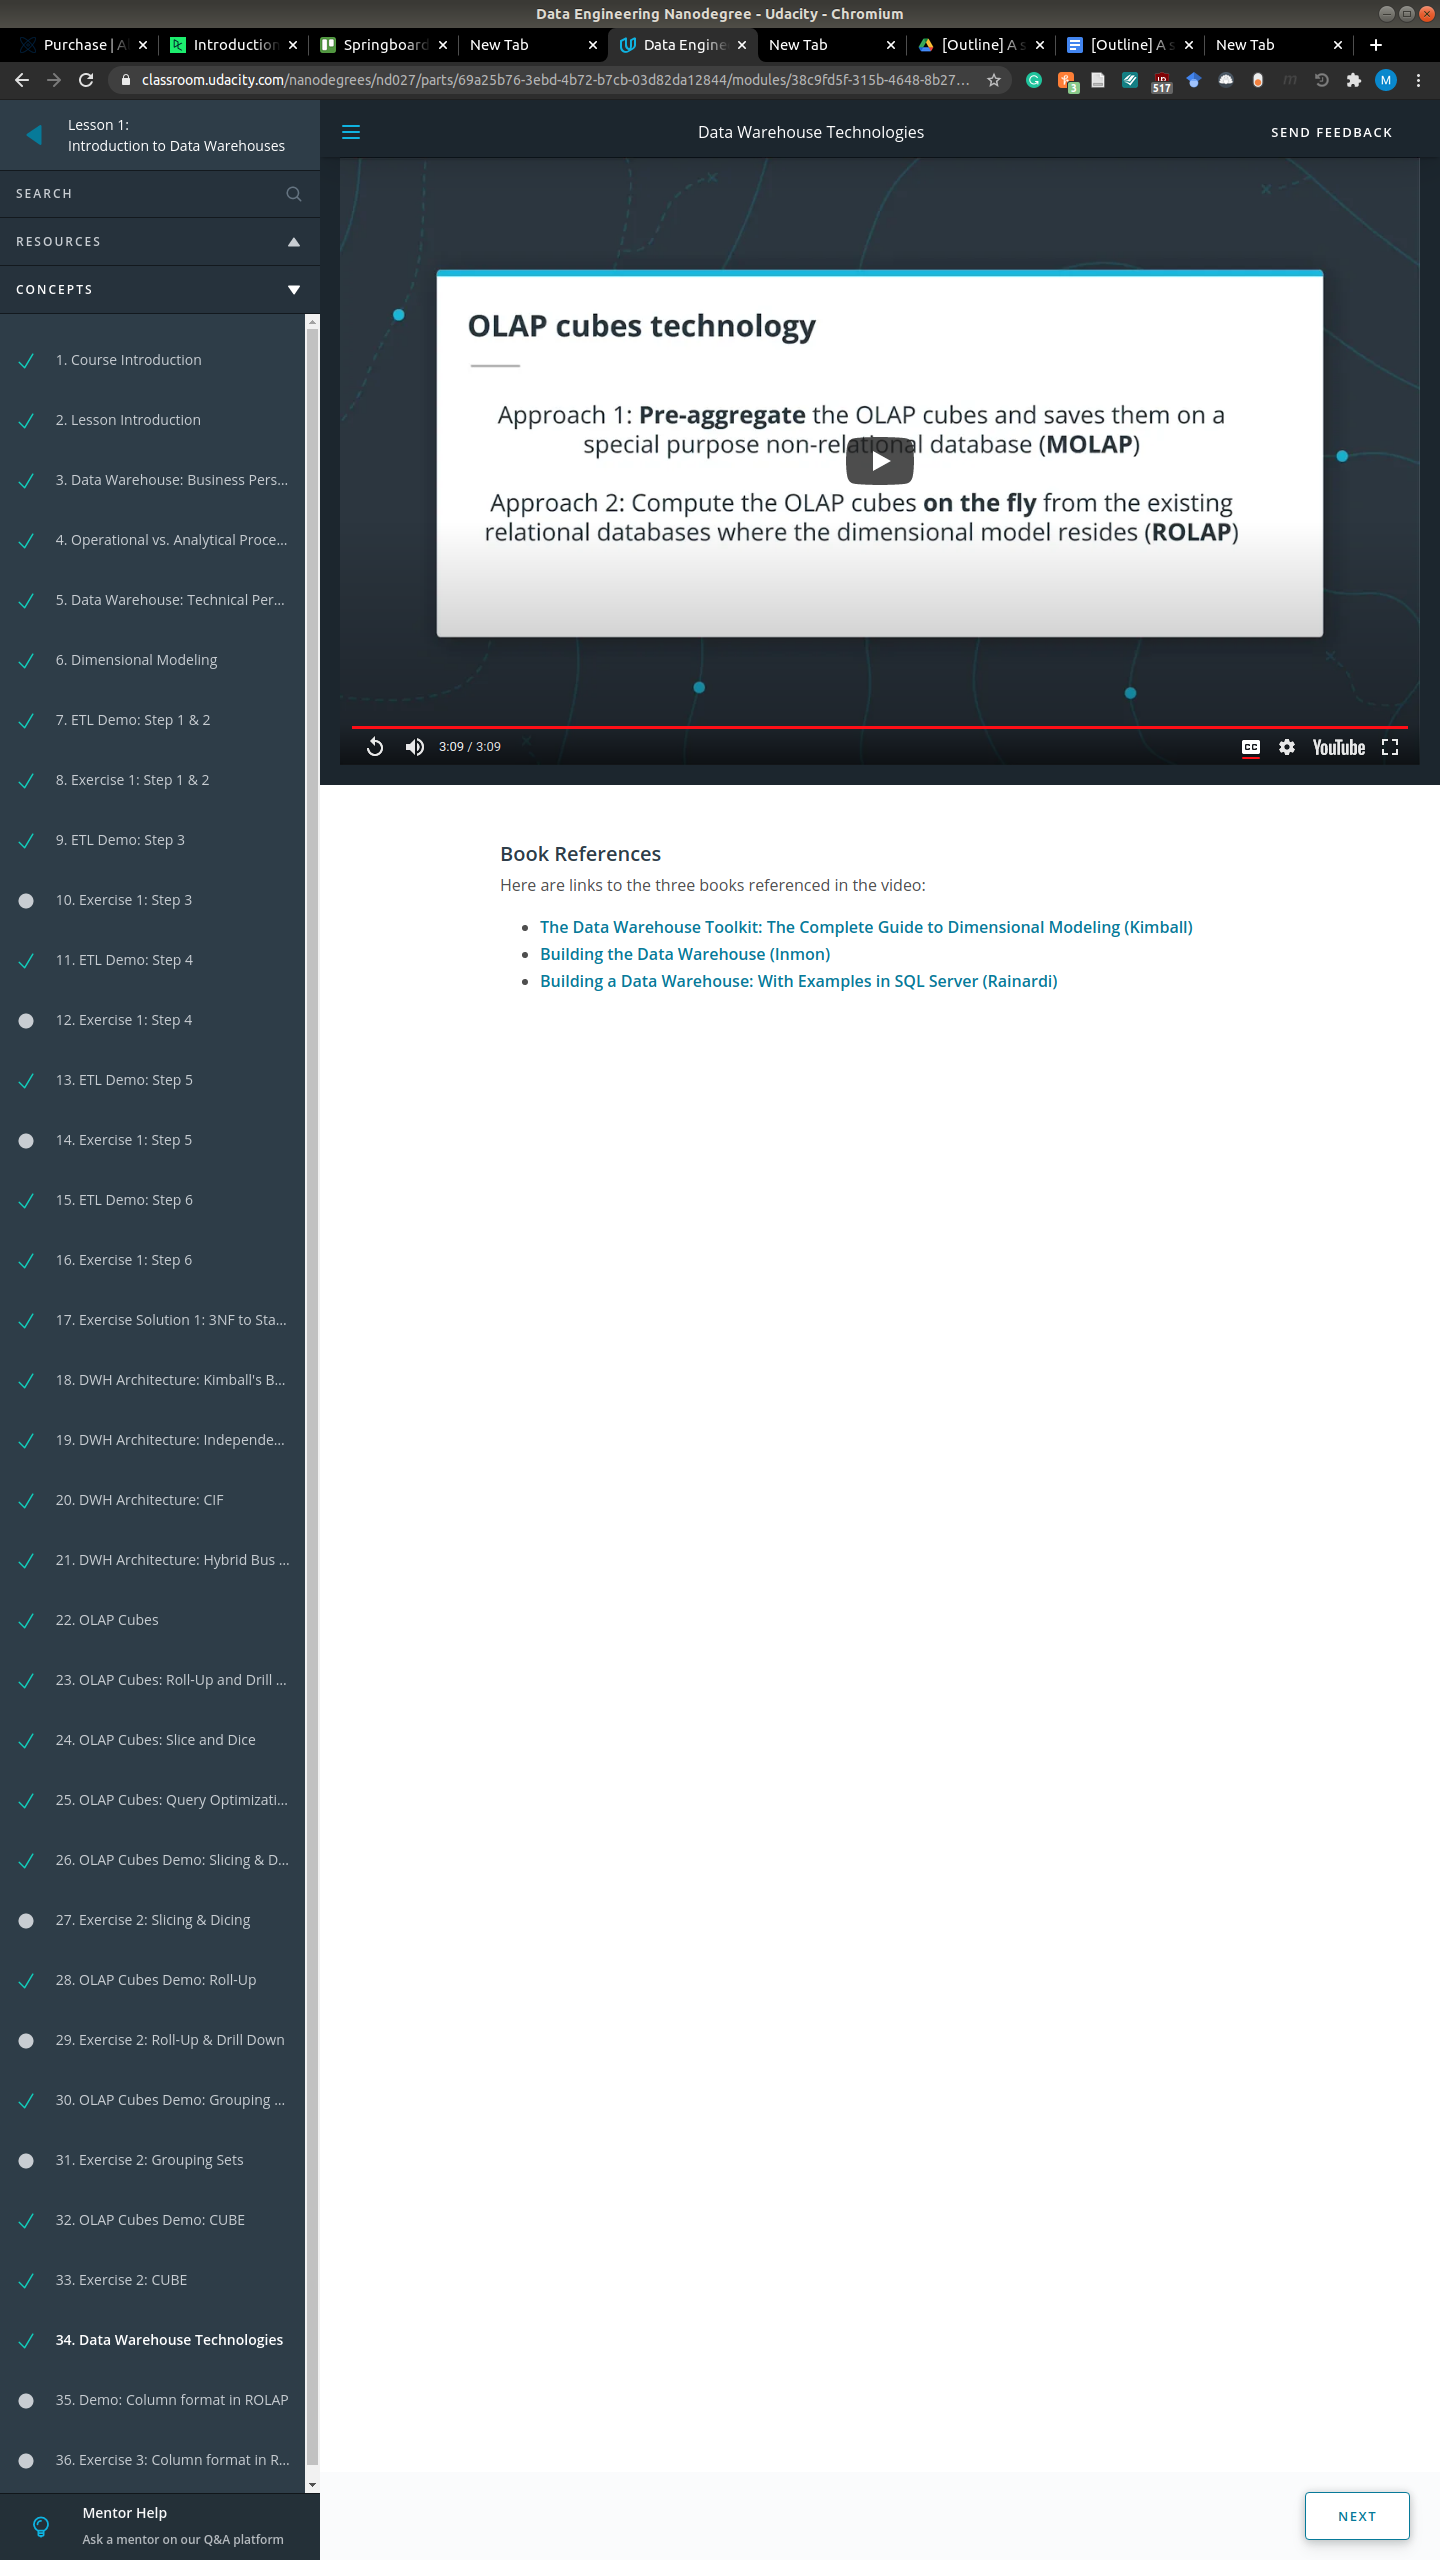 Data Engineering Nanodegree - Udacity - Chromium
Purchase | A
Introduction
Springboard
New Tab
Data Engine
New Tab
[Outline] A s
[Outline] A s
New Tab
classroom.udacity.com/nanodegrees/nd027/parts/69a25b76-3ebd-4b72-b7cb-03d82da12844/modules/38c9fd5f-315b-4648-8b27...
3
517
M
Lesson 1:
Introduction to Data Warehouses
Data Warehouse Technologies
SEND FEEDBACK
SEARCH
RESOURCES
CONCEPTS
1. Course Introduction
2. Lesson Introduction
3. Data Warehouse: Business Pers...
4. Operational vs. Analytical Proce...
5. Data Warehouse: Technical Per...
6. Dimensional Modeling
7. ETL Demo: Step 1 & 2
8. Exercise 1: Step 1 & 2
9. ETL Demo: Step 3
10. Exercise 1: Step 3
11. ETL Demo: Step 4
12. Exercise 1: Step 4
13. ETL Demo: Step 5
14. Exercise 1: Step 5
15. ETL Demo: Step 6
16. Exercise 1: Step 6
17. Exercise Solution 1: 3NF to Sta...
18. DWH Architecture: Kimball's B...
19. DWH Architecture: Independe...
20. DWH Architecture: CIF
21. DWH Architecture: Hybrid Bus ...
22. OLAP Cubes
23. OLAP Cubes: Roll-Up and Drill ...
24. OLAP Cubes: Slice and Dice
25. OLAP Cubes: Query Optimizati...
26. OLAP Cubes Demo: Slicing & D...
27. Exercise 2: Slicing & Dicing
28. OLAP Cubes Demo: Roll-Up
29. Exercise 2: Roll-Up & Drill Down
30. OLAP Cubes Demo: Grouping ...
31. Exercise 2: Grouping Sets
32. OLAP Cubes Demo: CUBE
33. Exercise 2: CUBE
34. Data Warehouse Technologies
35. Demo: Column format in ROLAP
36. Exercise 3: Column format in R...
Mentor Help
Ask a mentor on our Q&A platform
OLAP cubes technology
Approach 1: Pre-aggregate the OLAP cubes and saves them on a
special purpose non-relational database (MOLAP)
Approach 2: Compute the OLAP cubes on the fly from the existing
relational databases where the dimensional model resides (ROLAP)
3:09 / 3:09
CC
YouTube
Book References
Here are links to the three books referenced in the video:
The Data Warehouse Toolkit: The Complete Guide to Dimensional Modeling (Kimball)
Building the Data Warehouse (Inmon)
Building a Data Warehouse: With Examples in SQL Server (Rainardi)
NEXT